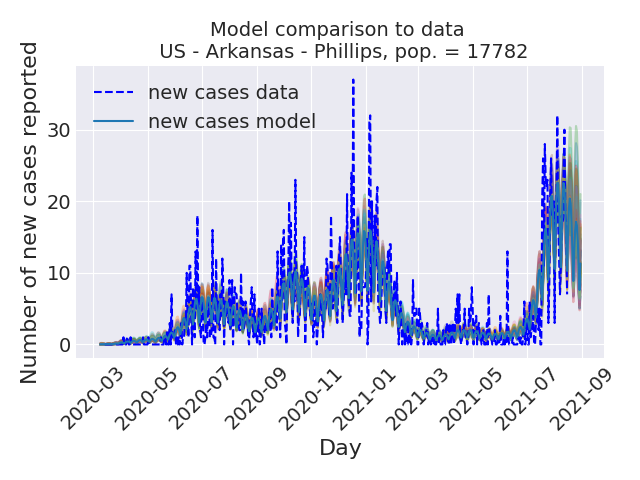 Model comparison to data
US - Arkansas - Phillips, pop. = 17782
Number of new cases reported
new cases data
new cases model
30
20
10
0
2020-03
2020-05
2020-07
2020-09
2020-11
2021-01
2021-03
2021-05
2021-07
2021-09
Day